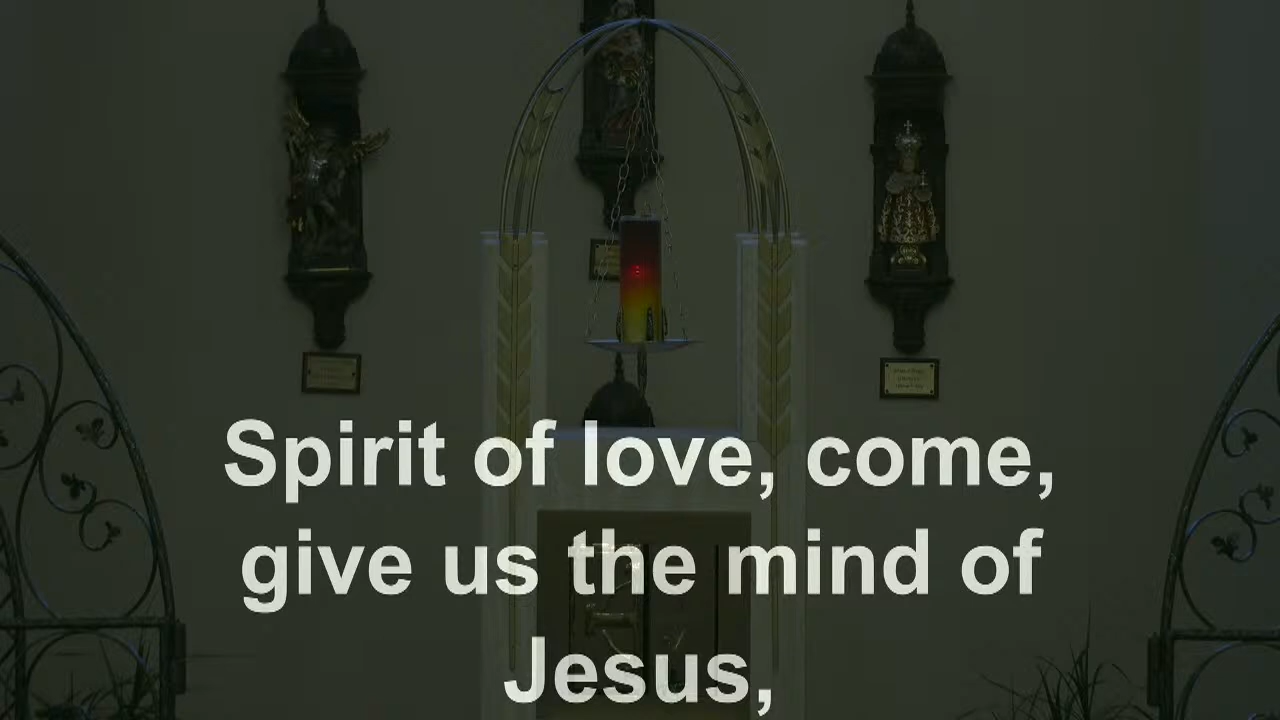 Spirit of love, come,
give us the mind of
Jesus,